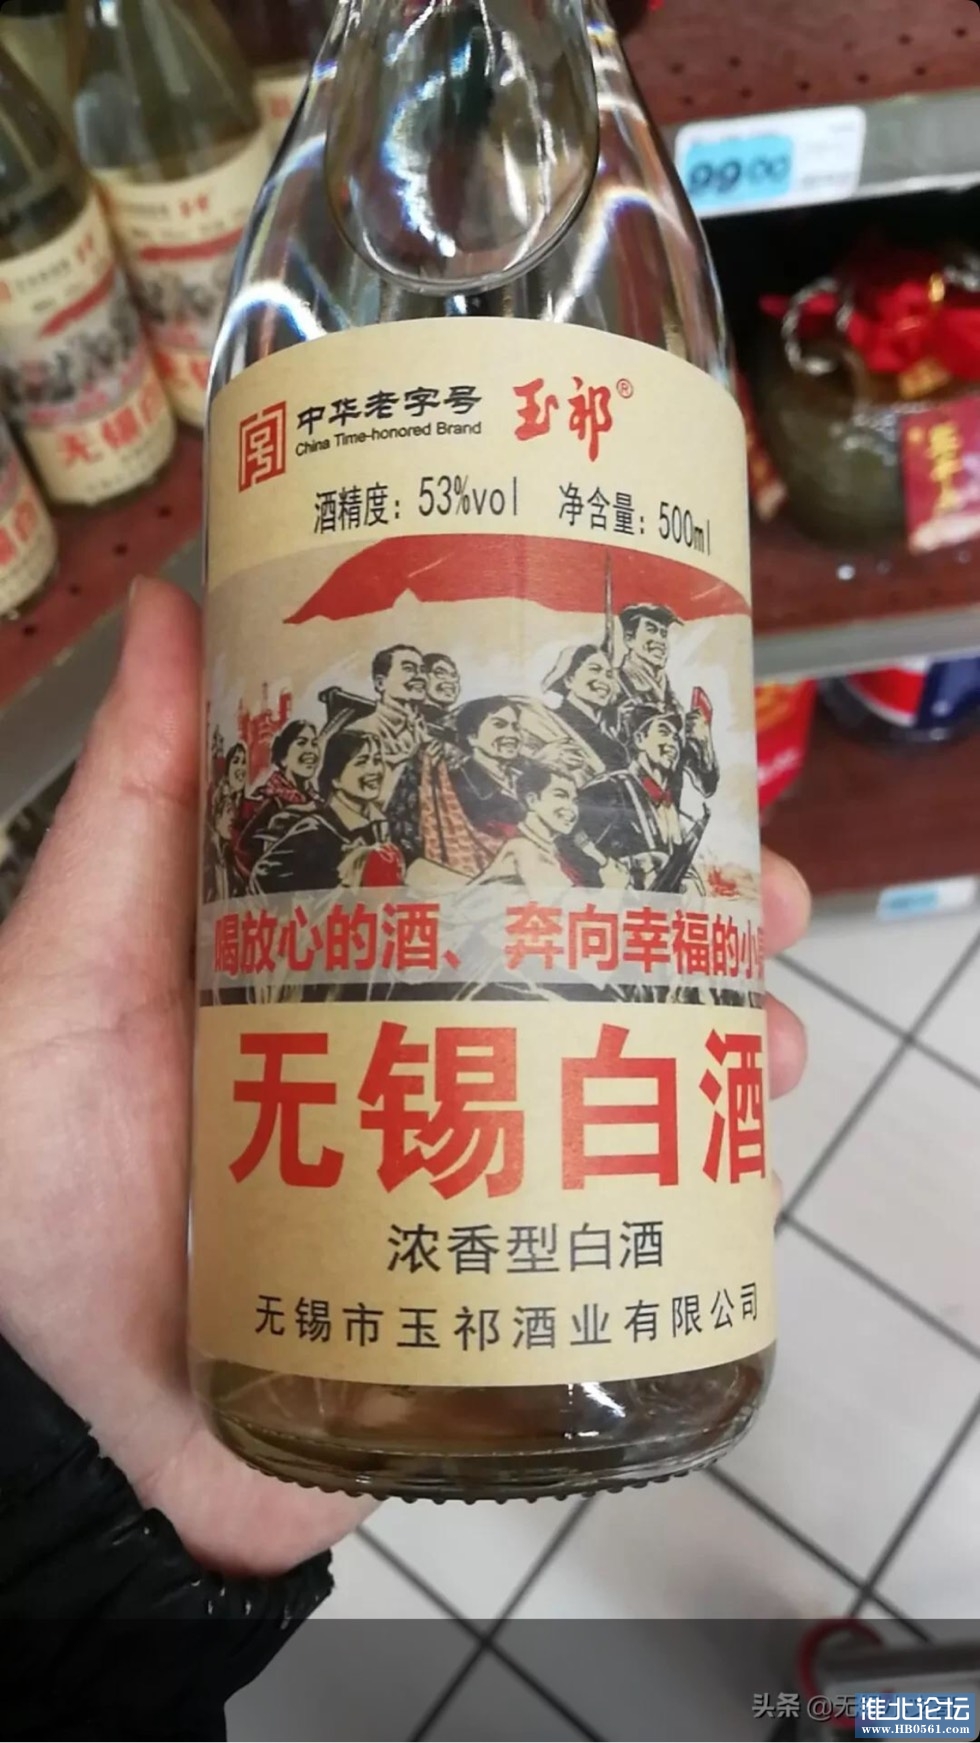 99.00
中华老字号
China Time-honored Brand
玉祁®
酒精度：53%vol 净含量：500ml
喝放心的酒、奔向幸福的小
无锡白酒
浓香型白酒
无锡市玉祁酒业有限公司
头条 @无
淮北论坛
www.HB0561.com